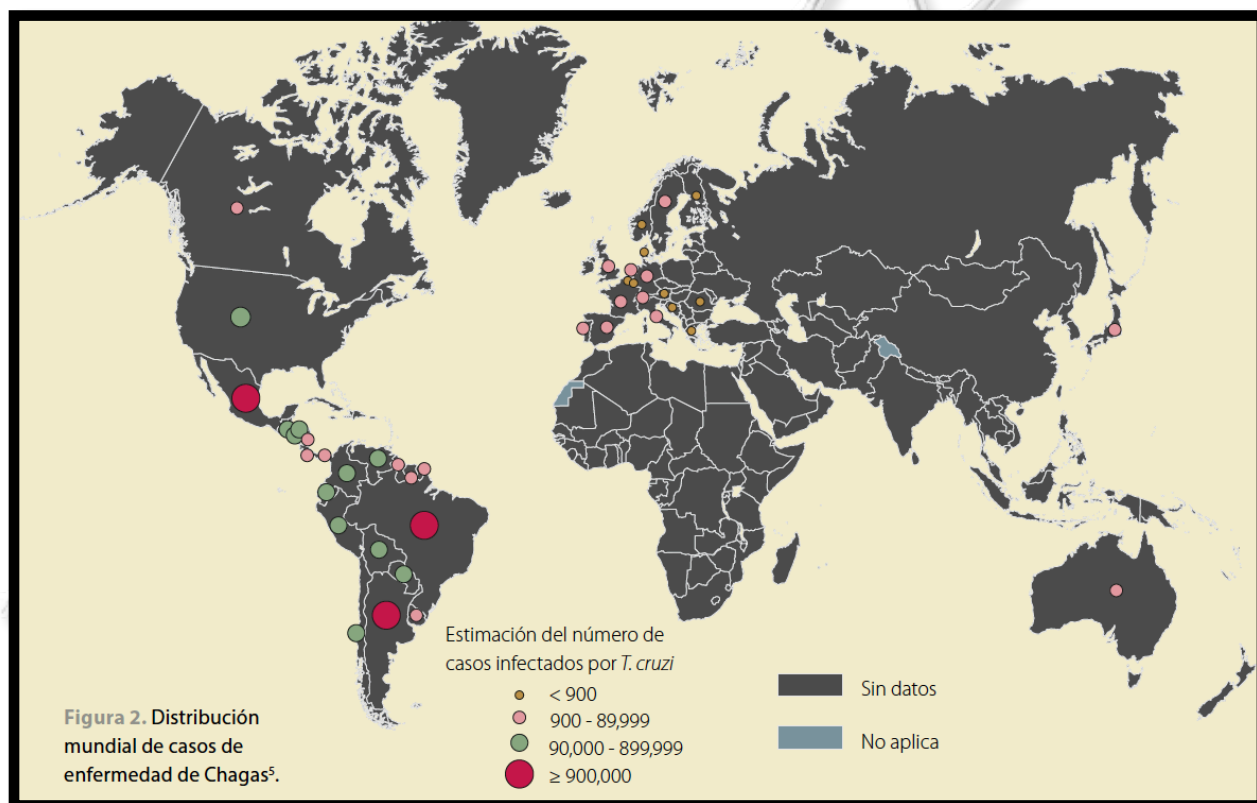 Estimación del número de
casos infectados por T. cruzi
< 900
900 - 89,999
90,000 - 899,999
≥ 900,000
Sin datos
No aplica
Figura 2. Distribución
mundial de casos de
enfermedad de Chagas⁵.